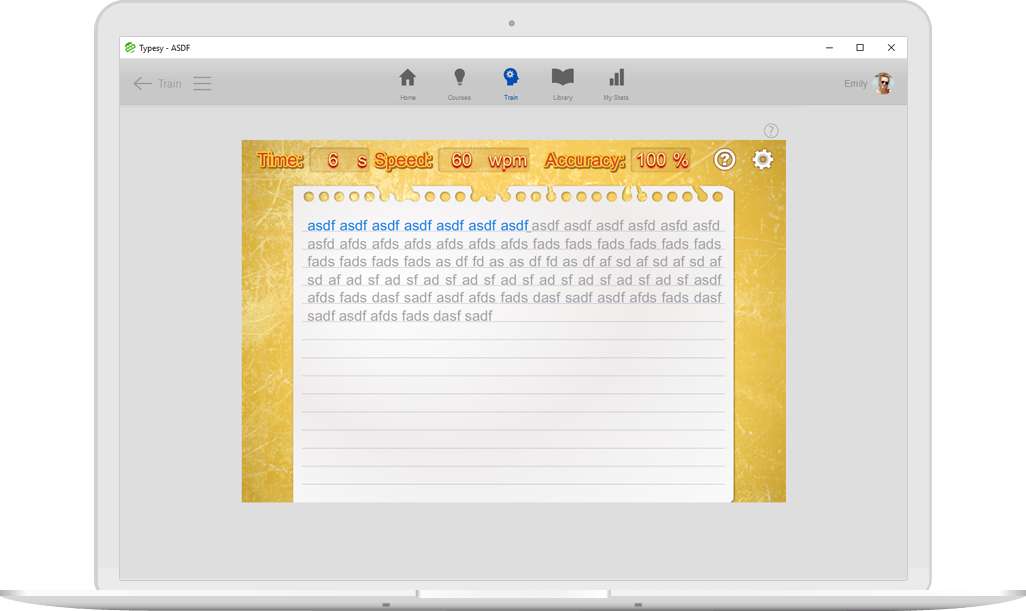 Typesy - ASDF
Train
Home
Courses
Train
Library
My Stats
Emily
?
Time: 6 s Speed: 60 wpm Accuracy: 100 % ?
asdf asdf asdf asdf asdf asdf asdf asdf asdf asdf asfd asfd asfd
asfd afds afds afds afds afds afds fads fads fads fads fads fads
fads fads fads fads as df fd as as df fd as df af sd af sd af sd af
sd af ad sf ad sf ad sf ad sf ad sf ad sf ad sf ad sf ad sf asdf
afds fads dasf sadf asdf afds fads dasf sadf asdf afds fads dasf
sadf asdf afds fads dasf sadf